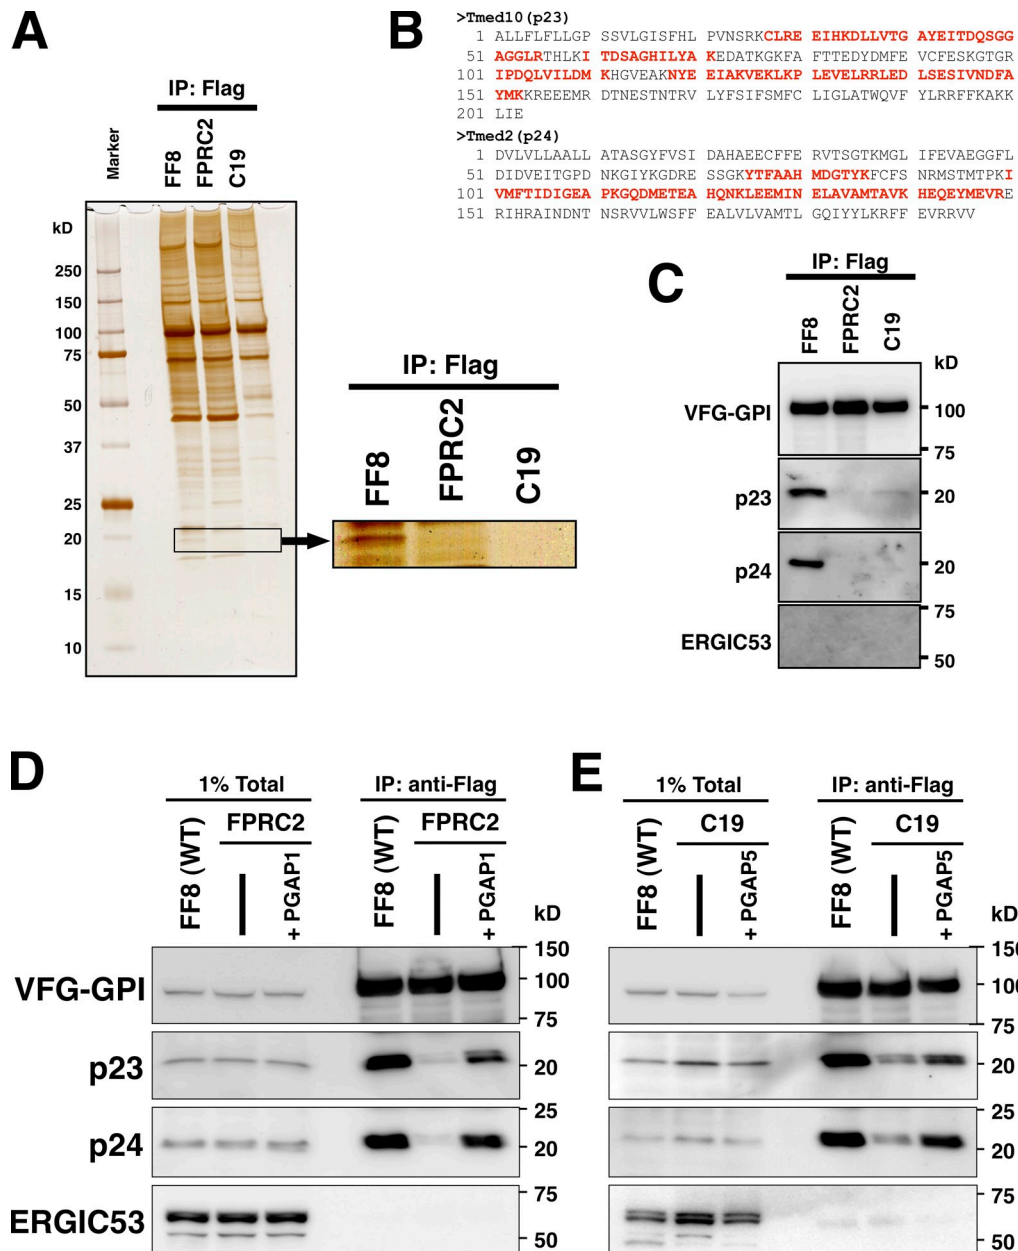 A
IP: Flag
Marker
FF8
FPRC2
C19
kD
250
150
100
75
50
37
25
20
15
10
IP: Flag
FF8
FPRC2
C19
B
>Tmed10(p23)
1 ALLFLFLLGP SSVLGISFHL PVNSRKCLRE EIHKDLLVTG AYEITDQSGG
51 AGGLRTHLKI TDSAGHILYA KEDATKGKFA FTTEDYDMFE VCFESKGTGR
101 IPDQLVILDM KHGVEAKNYE EIAKVEKLKP LEVELRRLED LSESIVNDFA
151 YMKKREEEMR DTNESTNTRV LYFSIFSMFC LIGLATWQVF YLRRFFKAKK
201 LIE
>Tmed2(p24)
1 DVLVLLAALL ATASGYFVSI DAHAEECFFE RVTSGTKMGL IFEVAEGGFL
51 DIDVEITGPD NKGIYKGDRE SSGKYTFAAH MDGTYKFCFS NRMSTMTPKI
101 VMFTIDIGEA PKGQDMETEA HQNKLEEMIN ELAVAMTAVK HEQEYMEVRE
151 RIHRAINDNT NSRVVLWSFF EALVLVAMTL GQIYYLKRFF EVRRVV
C
IP: Flag
FF8
FPRC2
C19
kD
VFG-GPI
100
75
p23
20
p24
20
75
ERGIC53
50
D
1% Total
IP: anti-Flag
FPRC2
FPRC2
FF8 (WT)
+ PGAP1
FF8 (WT)
+ PGAP1
kD
150
VFG-GPI
100
75
p23
20
25
p24
20
75
ERGIC53
50
E
1% Total
IP: anti-Flag
C19
C19
FF8 (WT)
+ PGAP5
FF8 (WT)
+ PGAP5
kD
150
100
75
20
25
20
75
50